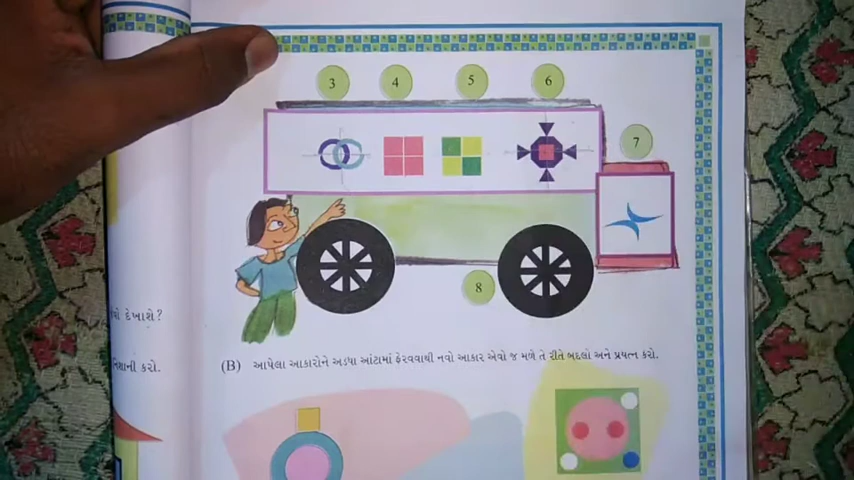 3 4 5 6
7
8
વો દેખાશે?
નિશાની કરો.
(B) આપેલા આકારોને અડધા આંટામાં ફેરવવાથી નવો આકાર એવો જ મળે તે રીતે બદલો અને પ્રયત્ન કરો.